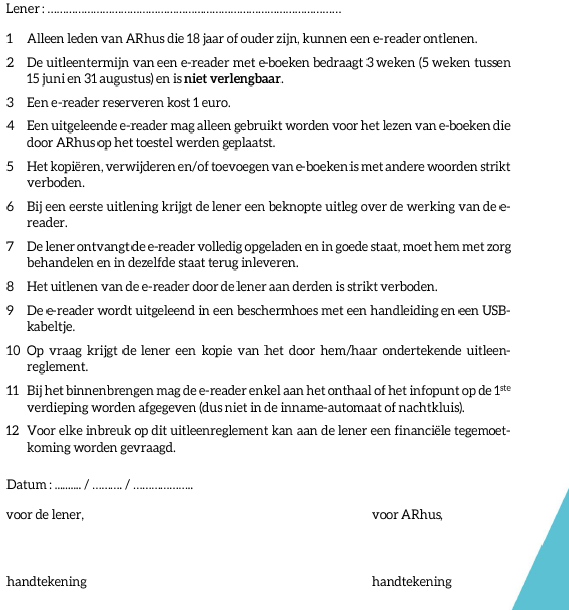 Lener : ……………………………………………………………………………………
1 Alleen leden van ARhus die 18 jaar of ouder zijn, kunnen een e-reader ontlenen.
2 De uitleentermijn van een e-reader met e-boeken bedraagt 3 weken (5 weken tussen
15 juni en 31 augustus) en is niet verlengbaar.
3 Een e-reader reserveren kost 1 euro.
4 Een uitgeleende e-reader mag alleen gebruikt worden voor het lezen van e-boeken die
door ARhus op het toestel werden geplaatst.
5 Het kopiëren, verwijderen en/of toevoegen van e-boeken is met andere woorden strikt
verboden.
6 Bij een eerste uitlening krijgt de lener een beknopte uitleg over de werking van de e-
reader.
7 De lener ontvangt de e-reader volledig opgeladen en in goede staat, moet hem met zorg
behandelen en in dezelfde staat terug inleveren.
8 Het uitlenen van de e-reader door de lener aan derden is strikt verboden.
9 De e-reader wordt uitgeleend in een beschermhoes met een handleiding en een USB-
kabeltje.
10 Op vraag krijgt de lener een kopie van het door hem/haar ondertekende uitleen-
reglement.
11 Bij het binnenbrengen mag de e-reader enkel aan het onthaal of het infopunt op de 1ste
verdieping worden afgegeven (dus niet in de inname-automaat of nachtkluis).
12 Voor elke inbreuk op dit uitleenreglement kan aan de lener een financiële tegemoet-
koming worden gevraagd.
Datum : .......... / ………. / ………………..
voor de lener, voor ARhus,
handtekening handtekening